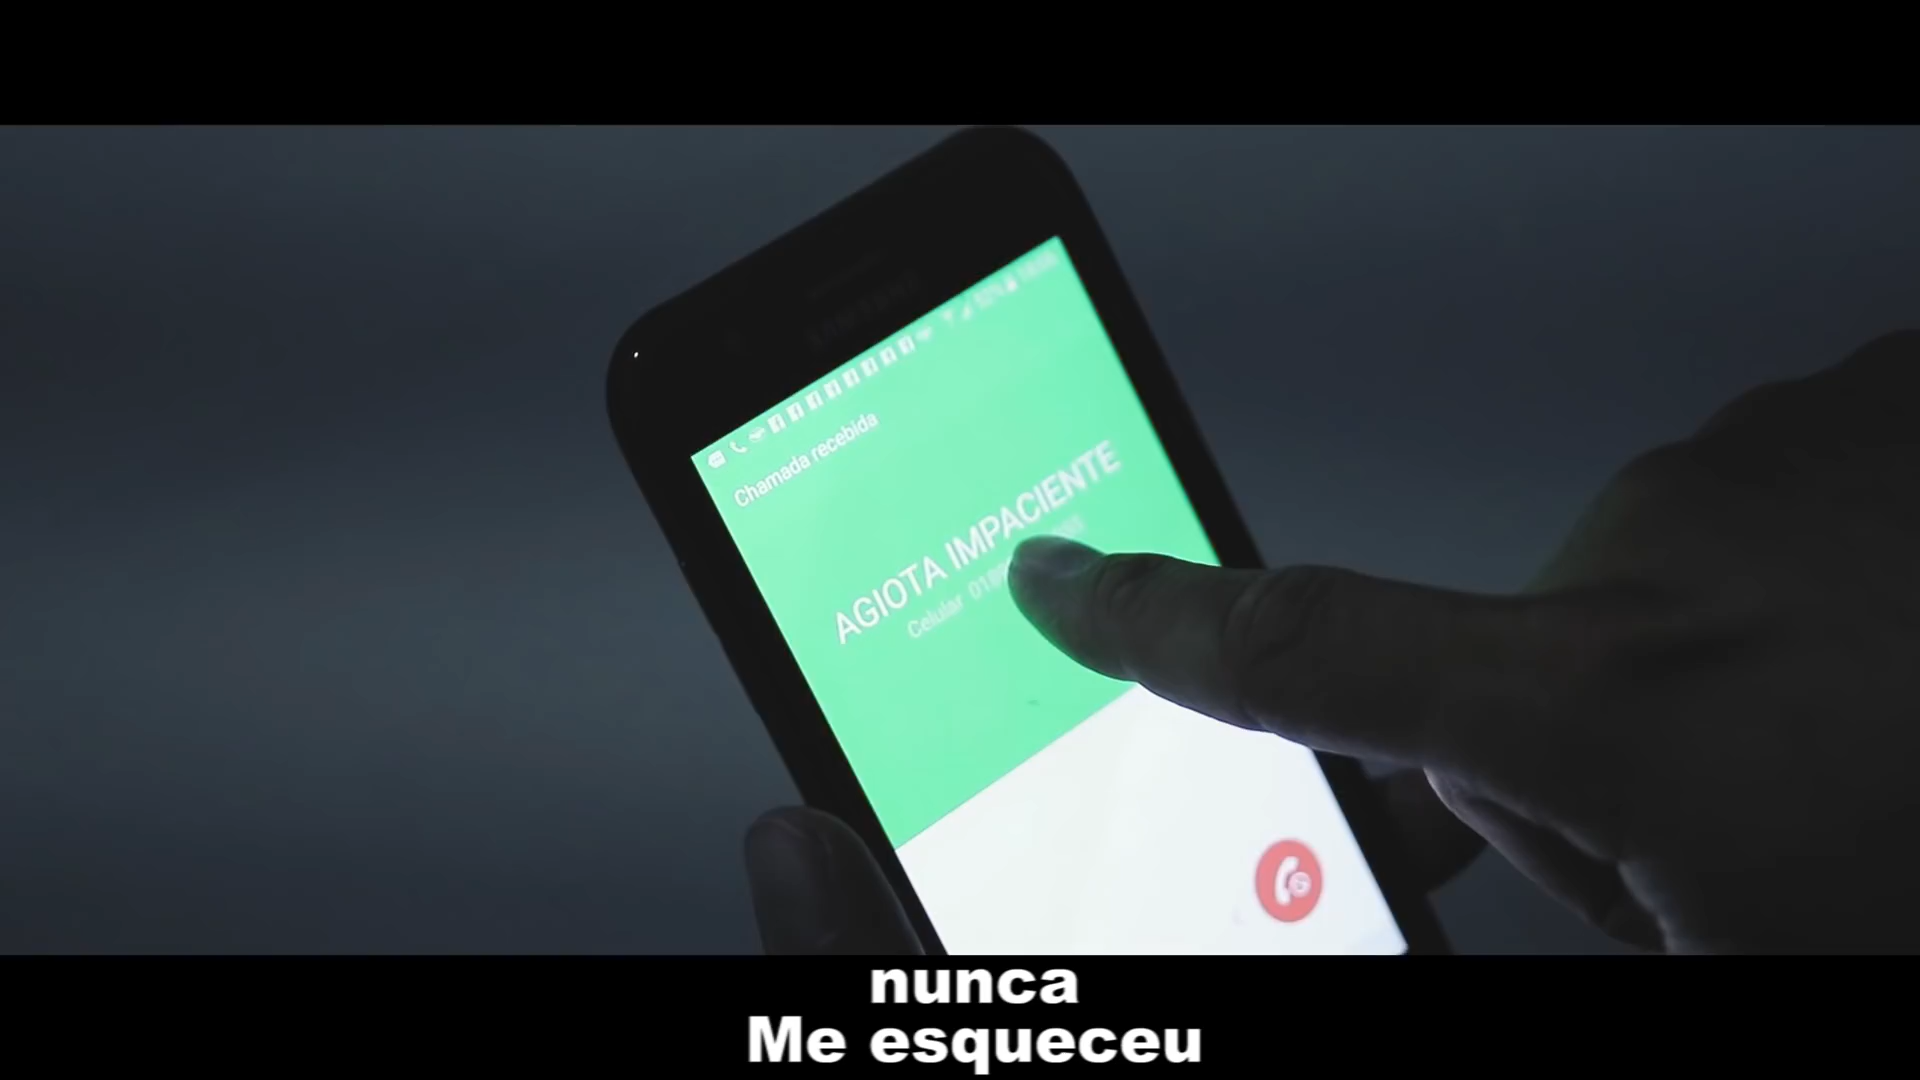 Chamada recebida
AGIOTA IMPACIENTE
Celular
nunca
Me esqueceu